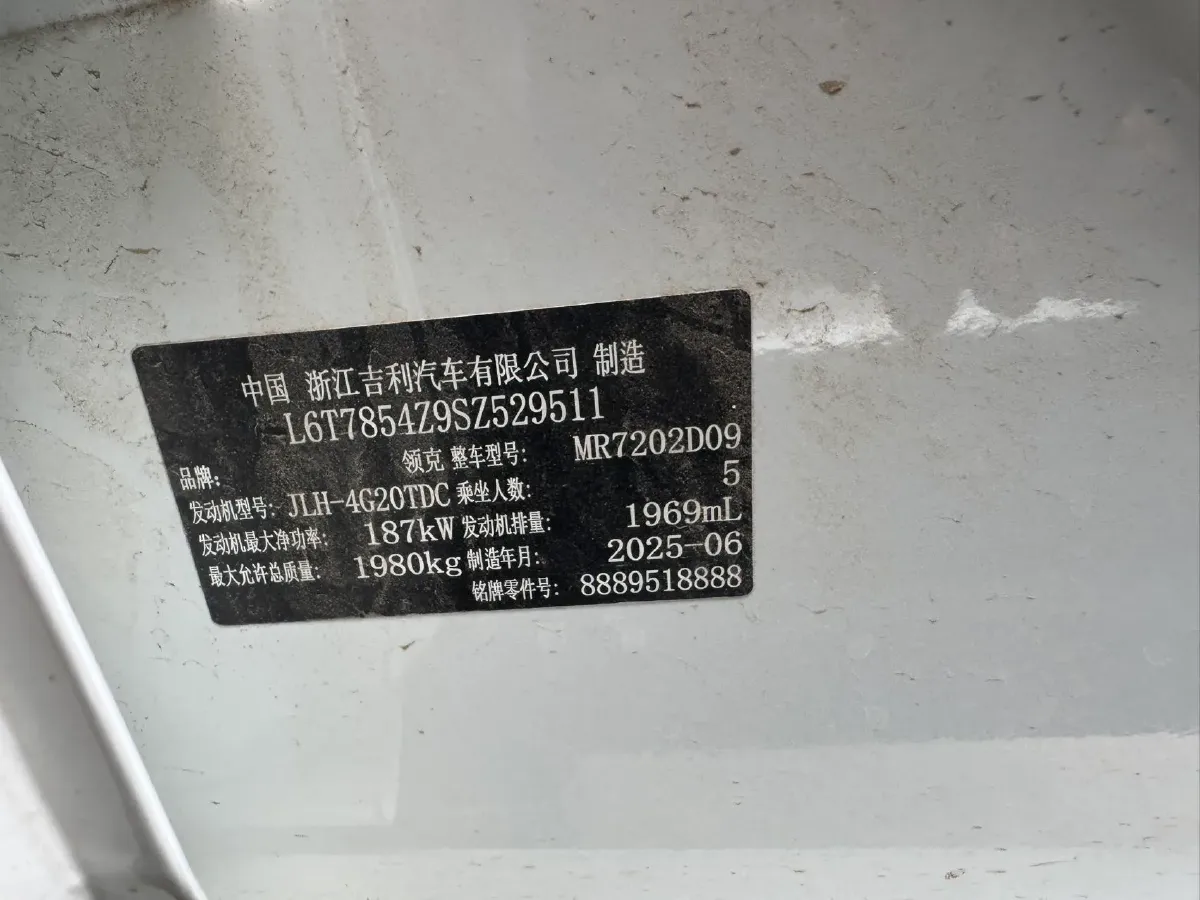 中国 浙江吉利汽车有限公司 制造
L6T7854Z9SZ529511
品牌： 领克 整车型号： MR7202D09
发动机型号： JLH-4G20TDC 乘坐人数： 5
发动机最大净功率： 187kW 发动机排量： 1969mL
最大允许总质量： 1980kg 制造年月： 2025-06
铭牌零件号： 8889518888